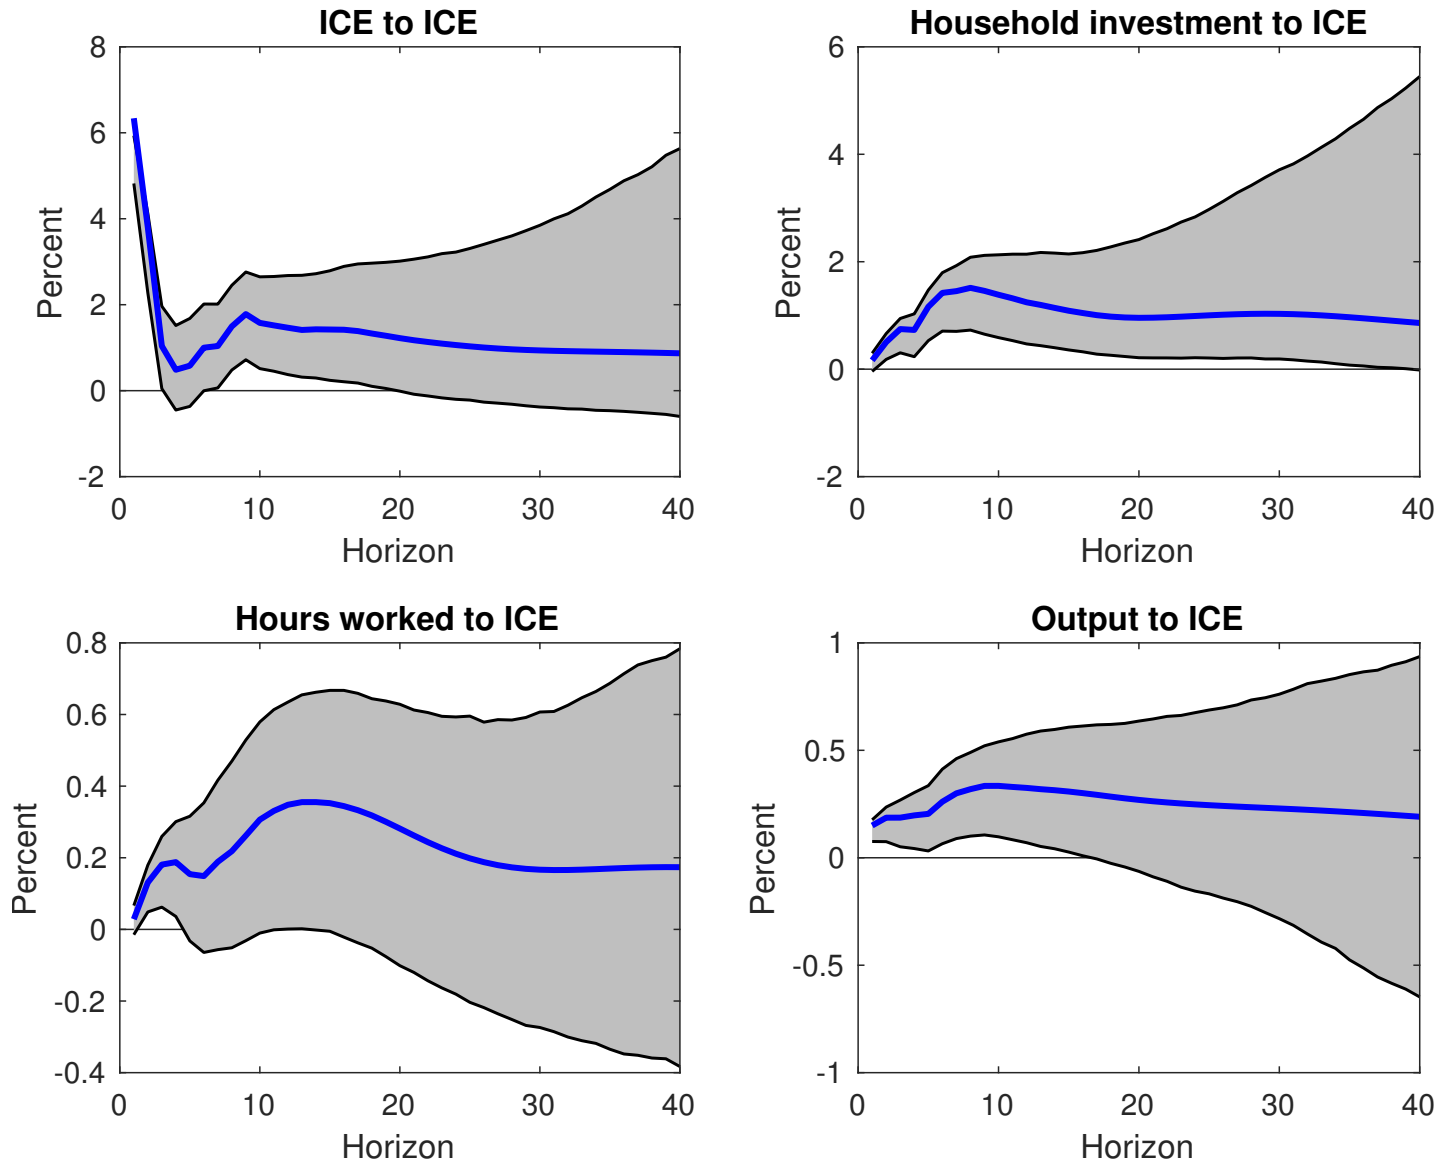 ICE to ICE
8
6
4
2
0
-2
Percent
0 10 20 30 40
Horizon
Household investment to ICE
6
4
2
0
-2
Percent
0 10 20 30 40
Horizon
Hours worked to ICE
0.8
0.6
0.4
0.2
0
-0.2
-0.4
Percent
0 10 20 30 40
Horizon
Output to ICE
1
0.5
0
-0.5
-1
Percent
0 10 20 30 40
Horizon